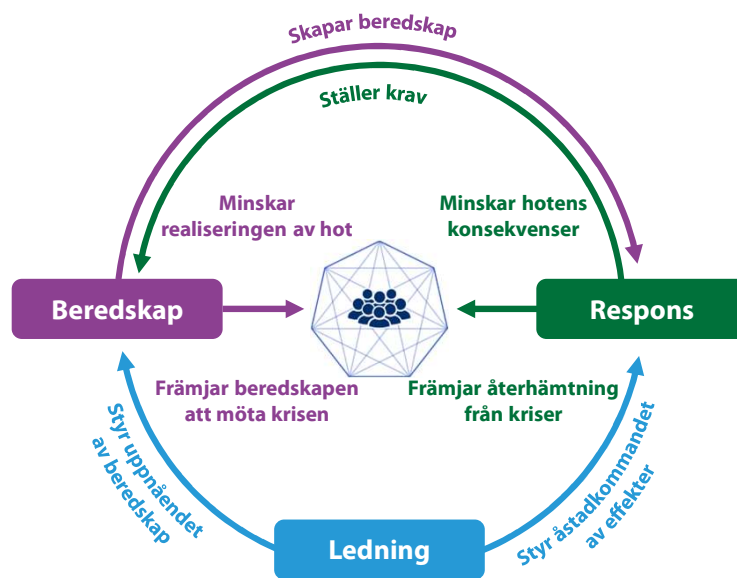 Skapar beredskap
Ställer krav
Minskar
realiseringen av hot
Minskar hotens
konsekvenser
Beredskap
Respons
Främjar beredskapen
att möta krisen
Främjar återhämtning
från kriser
Styr uppnåendet
av beredskap
Styr åstadkommandet
av effekter
Ledning